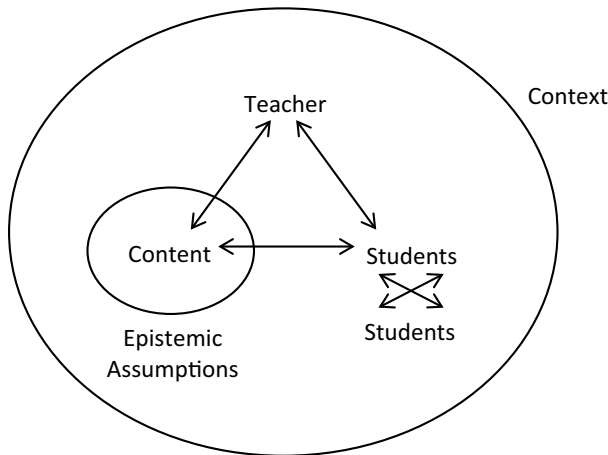 Teacher
Context
Content
Students
Students
Epistemic
Assumptions